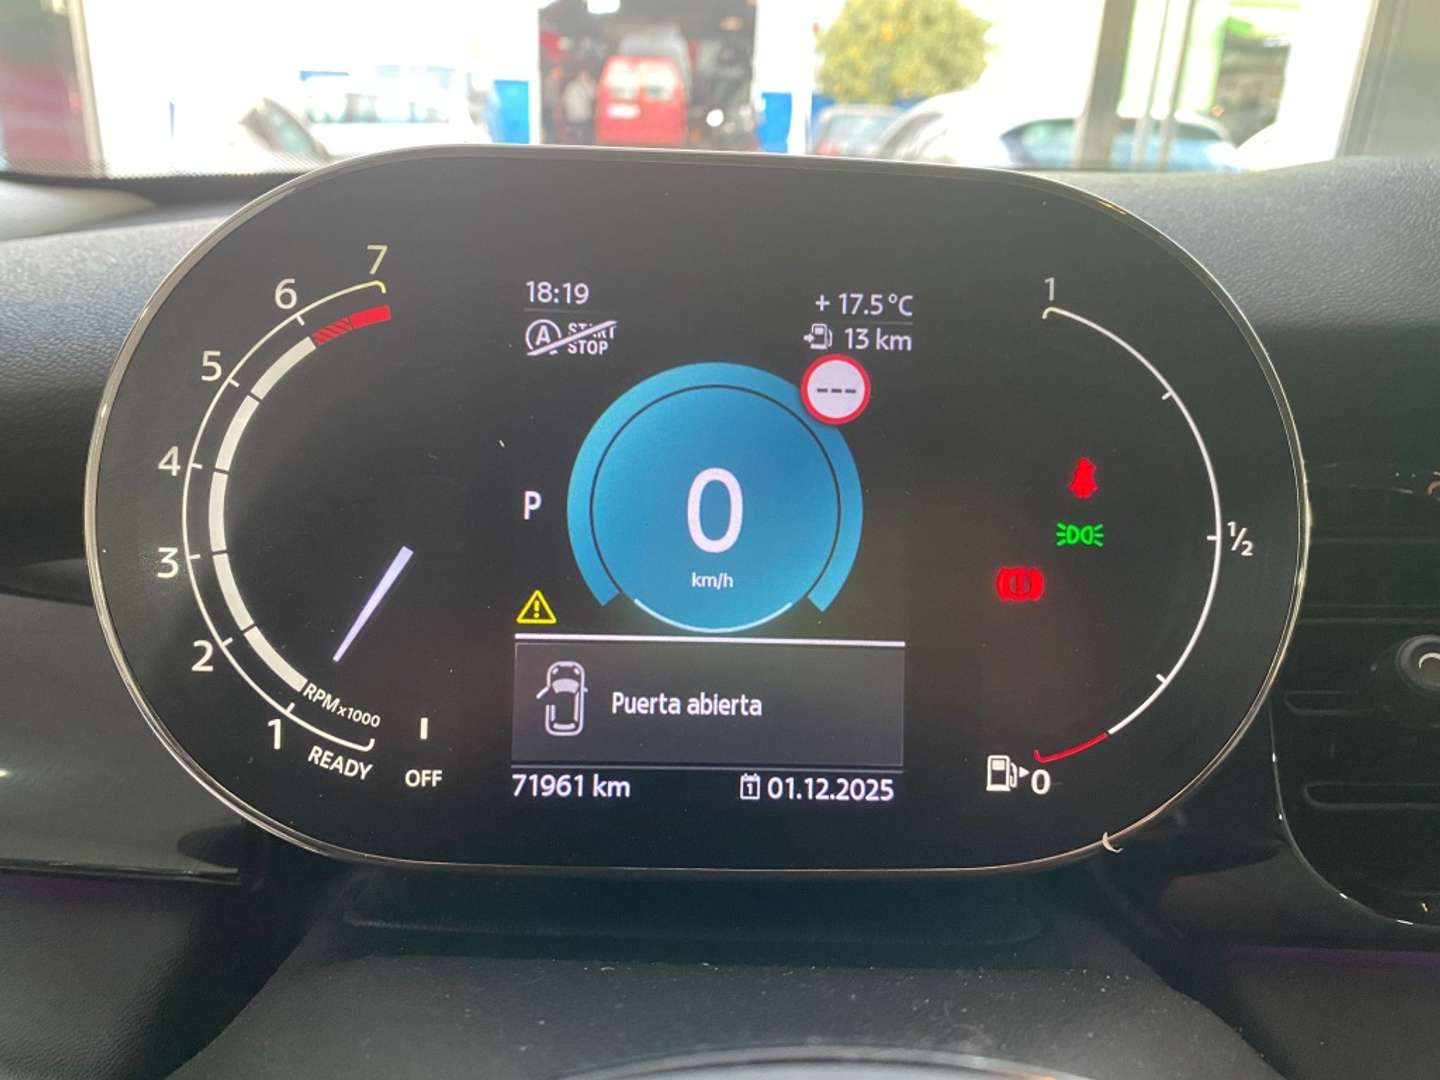 7
6
5
4
3
2
1
RPMx1000
READY
OFF
18:19
A START STOP
+ 17.5°C
13 km
---
P
0
km/h
Puerta abierta
71961 km
1 01.12.2025
1
½
0